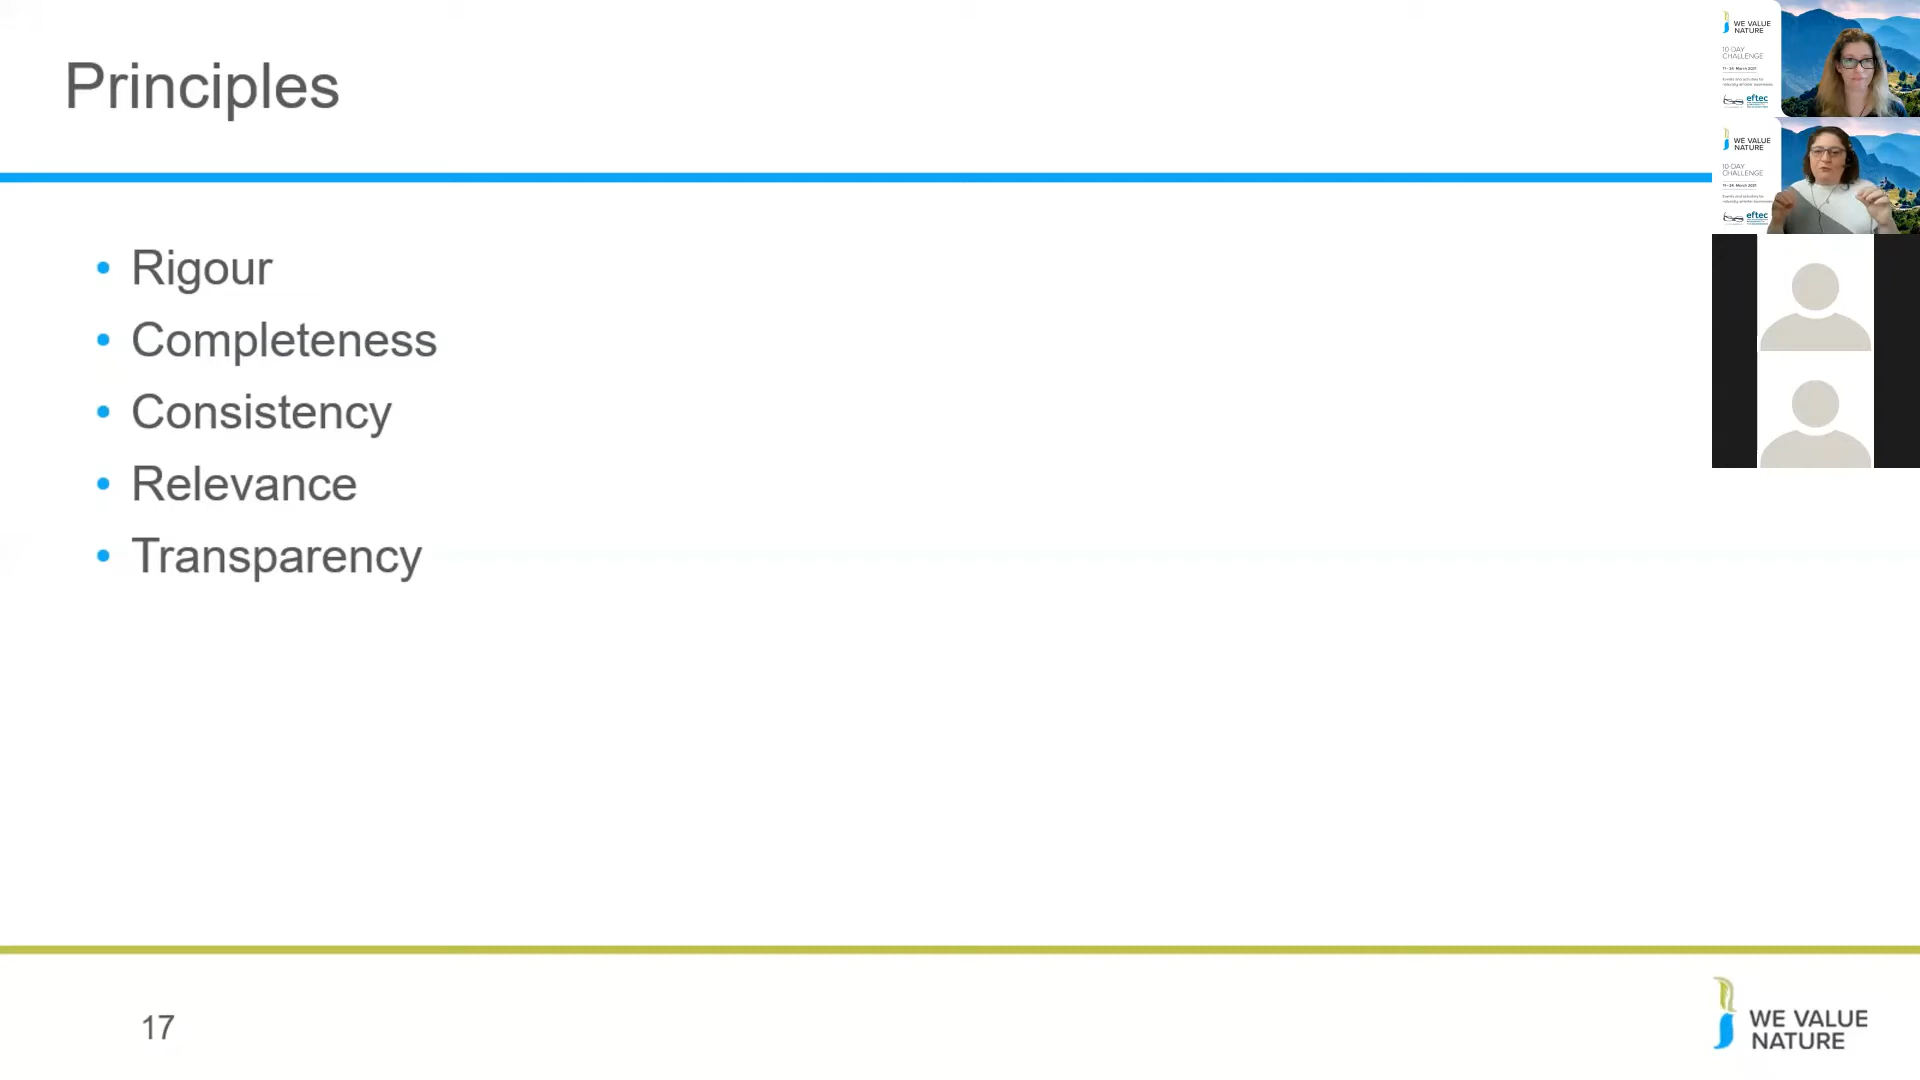 Principles
Rigour
Completeness
Consistency
Relevance
Transparency
17
WE VALUE
NATURE
WE VALUE
NATURE
10 DAY
CHALLENGE
eftec
WE VALUE
NATURE
10 DAY
CHALLENGE
eftec